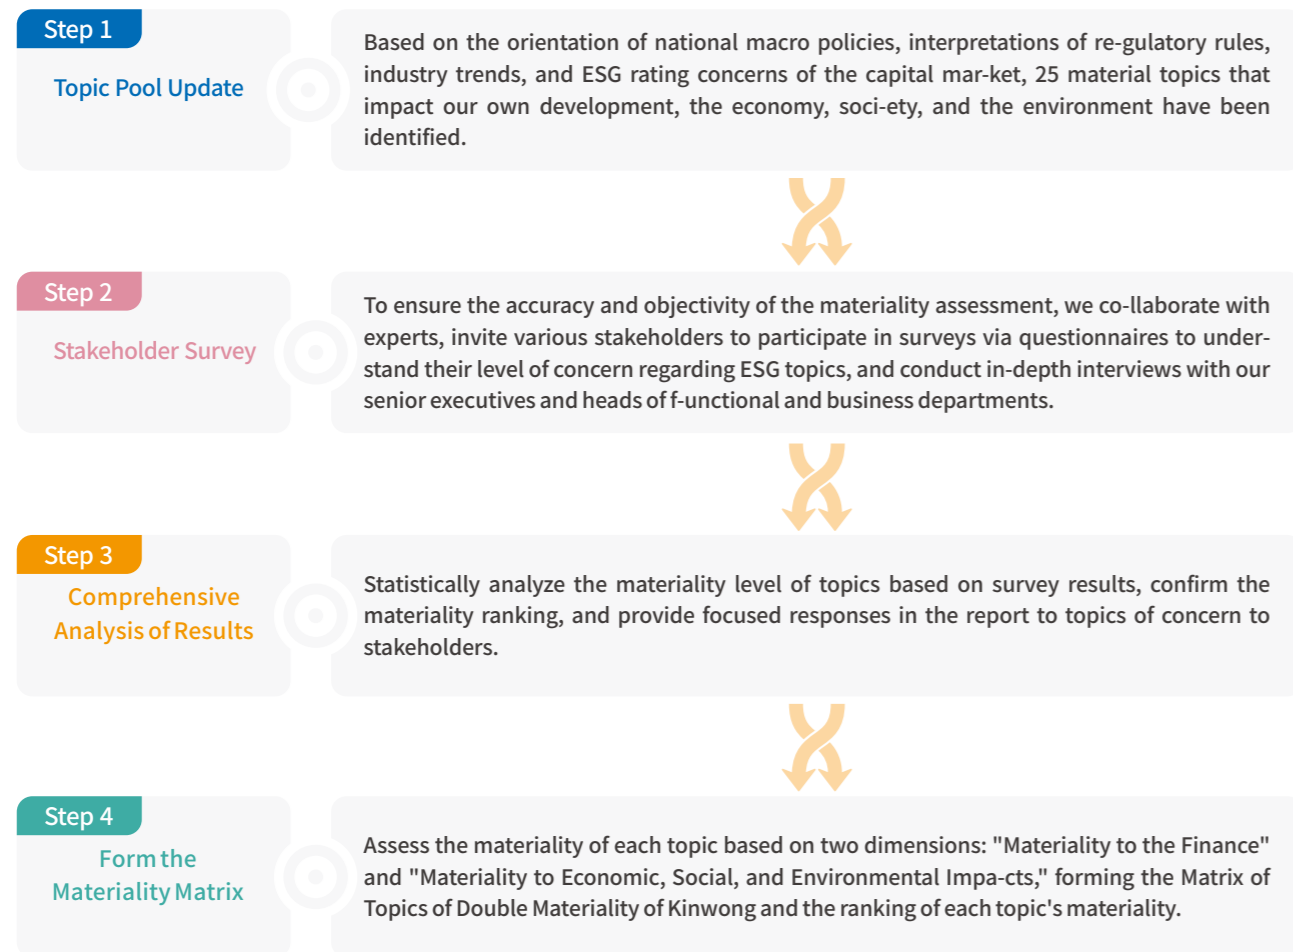 Step 1
Topic Pool Update
Based on the orientation of national macro policies, interpretations of re-gulatory rules,
industry trends, and ESG rating concerns of the capital mar-ket, 25 material topics that
impact our own development, the economy, soci-ety, and the environment have been
identified.
Step 2
Stakeholder Survey
To ensure the accuracy and objectivity of the materiality assessment, we co-llaborate with
experts, invite various stakeholders to participate in surveys via questionnaires to under-
stand their level of concern regarding ESG topics, and conduct in-depth interviews with our
senior executives and heads of f-unctional and business departments.
Step 3
Comprehensive
Analysis of Results
Statistically analyze the materiality level of topics based on survey results, confirm the
materiality ranking, and provide focused responses in the report to topics of concern to
stakeholders.
Step 4
Form the
Materiality Matrix
Assess the materiality of each topic based on two dimensions: "Materiality to the Finance"
and "Materiality to Economic, Social, and Environmental Impa-cts," forming the Matrix of
Topics of Double Materiality of Kinwong and the ranking of each topic's materiality.